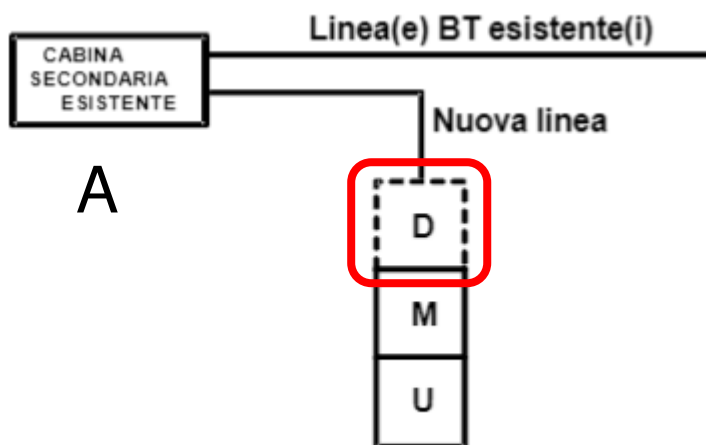 Linea(e) BT esistente(i)
CABINA
SECONDARIA
ESISTENTE
Nuova linea
A
D
M
U